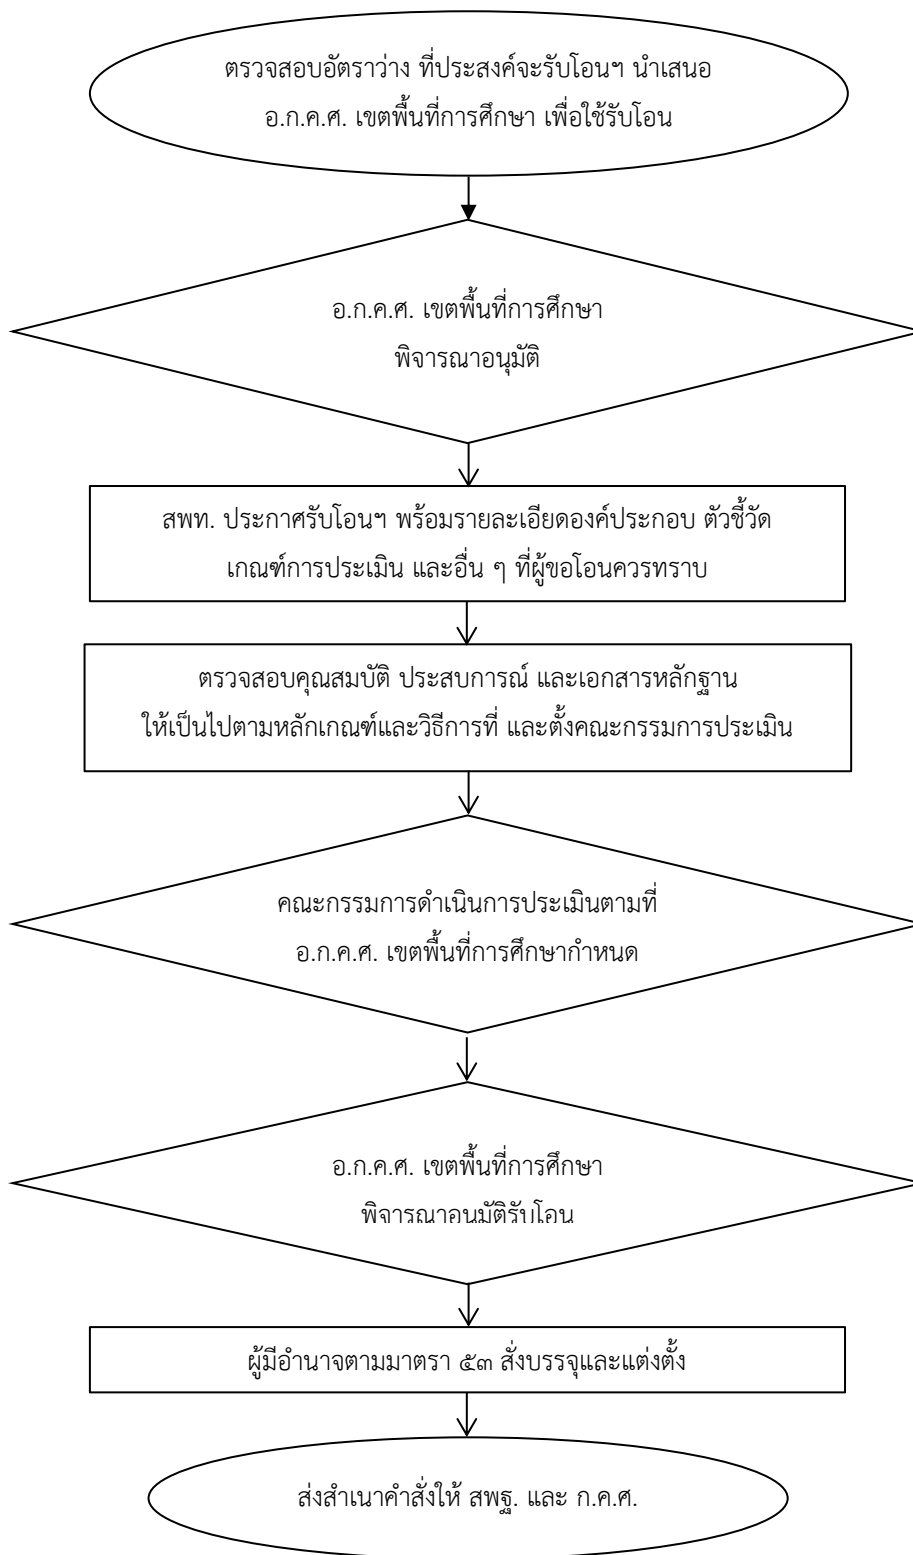 ตรวจสอบอัตราว่าง ที่ประสงค์จะรับโอนฯ นำเสนอ
อ.ก.ค.ศ. เขตพื้นที่การศึกษา เพื่อใช้รับโอน
อ.ก.ค.ศ. เขตพื้นที่การศึกษา
พิจารณาอนุมัติ
สพท. ประกาศรับโอนฯ พร้อมรายละเอียดองค์ประกอบ ตัวชี้วัด
เกณฑ์การประเมิน และอื่น ๆ ที่ผู้ขอโอนควรทราบ
ตรวจสอบคุณสมบัติ ประสบการณ์ และเอกสารหลักฐาน
ให้เป็นไปตามหลักเกณฑ์และวิธีการที่ และตั้งคณะกรรมการประเมิน
คณะกรรมการดำเนินการประเมินตามที่
อ.ก.ค.ศ. เขตพื้นที่การศึกษากำหนด
อ.ก.ค.ศ. เขตพื้นที่การศึกษา
พิจารณาอนุมัติรับโอน
ผู้มีอำนาจตามมาตรา ๕๓ สั่งบรรจุและแต่งตั้ง
ส่งสำเนาคำสั่งให้ สพฐ. และ ก.ค.ศ.